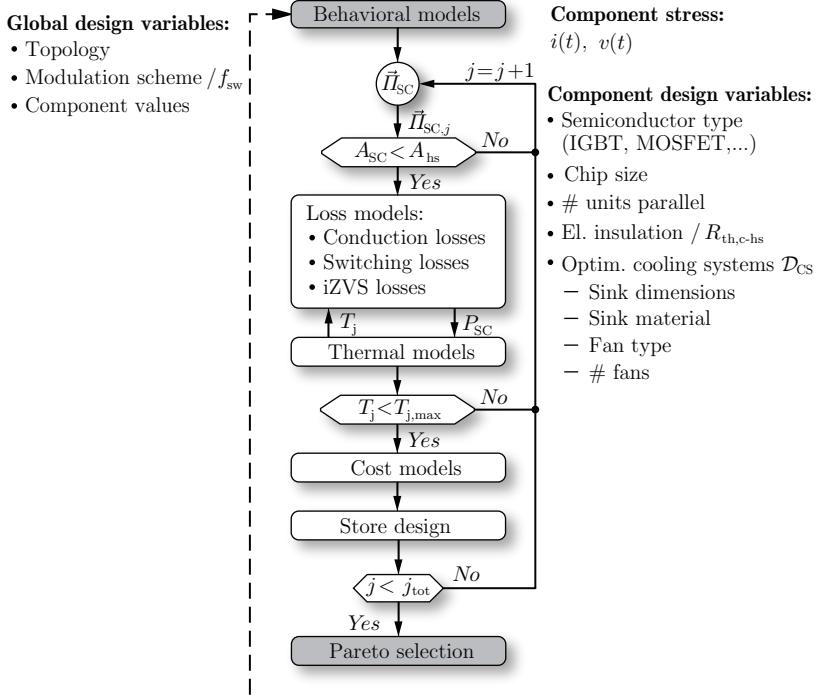 Global design variables:
• Topology
• Modulation scheme / f_sw
• Component values
Behavioral models
Π⃗_SC
j=j+1
Π⃗_SC,j
A_SC < A_hs
No
Yes
Loss models:
• Conduction losses
• Switching losses
• iZVS losses
T_j
P_SC
Thermal models
T_j < T_j,max
No
Yes
Cost models
Store design
j < j_tot
No
Yes
Pareto selection
Component stress:
i(t), v(t)
Component design variables:
• Semiconductor type
(IGBT, MOSFET,...)
• Chip size
• # units parallel
• El. insulation / R_th,c-hs
• Optim. cooling systems 𝒟_CS
– Sink dimensions
– Sink material
– Fan type
– # fans